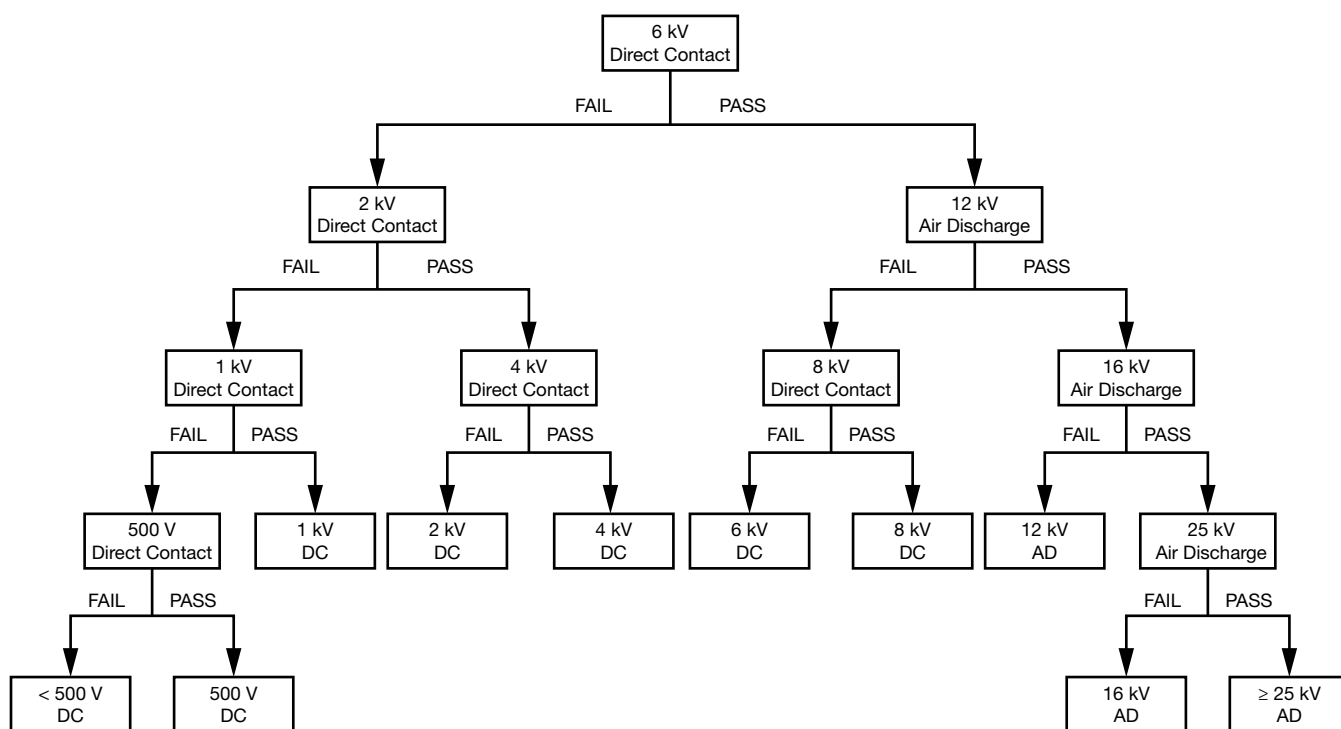 6 kV
Direct Contact
FAIL
PASS
2 kV
Direct Contact
12 kV
Air Discharge
FAIL
PASS
FAIL
PASS
1 kV
Direct Contact
4 kV
Direct Contact
8 kV
Direct Contact
16 kV
Air Discharge
FAIL
PASS
FAIL
PASS
FAIL
PASS
FAIL
PASS
500 V
Direct Contact
1 kV
DC
2 kV
DC
4 kV
DC
6 kV
DC
8 kV
DC
12 kV
AD
25 kV
Air Discharge
FAIL
PASS
FAIL
PASS
< 500 V
DC
500 V
DC
16 kV
AD
≥ 25 kV
AD